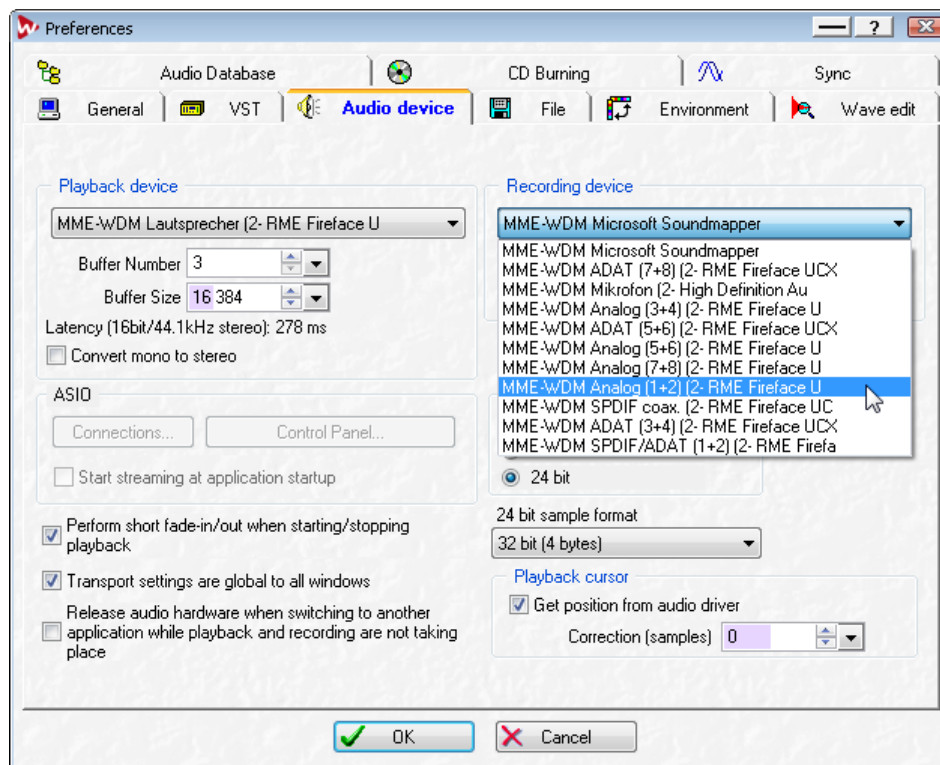 Preferences
Audio Database
CD Burning
Sync
General
VST
Audio device
File
Environment
Wave edit
Playback device
MME-WDM Lautsprecher (2- RME Fireface U
Buffer Number 3
Buffer Size 16 384
Latency (16bit/44.1kHz stereo): 278 ms
Convert mono to stereo
ASIO
Connections...
Control Panel...
Start streaming at application startup
Perform short fade-in/out when starting/stopping
playback
Transport settings are global to all windows
Release audio hardware when switching to another
application while playback and recording are not taking
place
Recording device
MME-WDM Microsoft Soundmapper
MME-WDM Microsoft Soundmapper
MME-WDM ADAT (7+8) (2- RME Fireface UCX
MME-WDM Mikrofon (2- High Definition Au
MME-WDM Analog (3+4) (2- RME Fireface U
MME-WDM ADAT (5+6) (2- RME Fireface UCX
MME-WDM Analog (5+6) (2- RME Fireface U
MME-WDM Analog (7+8) (2- RME Fireface U
MME-WDM Analog (1+2) (2- RME Fireface U
MME-WDM SPDIF coax. (2- RME Fireface UC
MME-WDM ADAT (3+4) (2- RME Fireface UCX
MME-WDM SPDIF/ADAT (1+2) (2- RME Firefa
24 bit
24 bit sample format
32 bit (4 bytes)
Playback cursor
Get position from audio driver
Correction (samples) 0
OK
Cancel